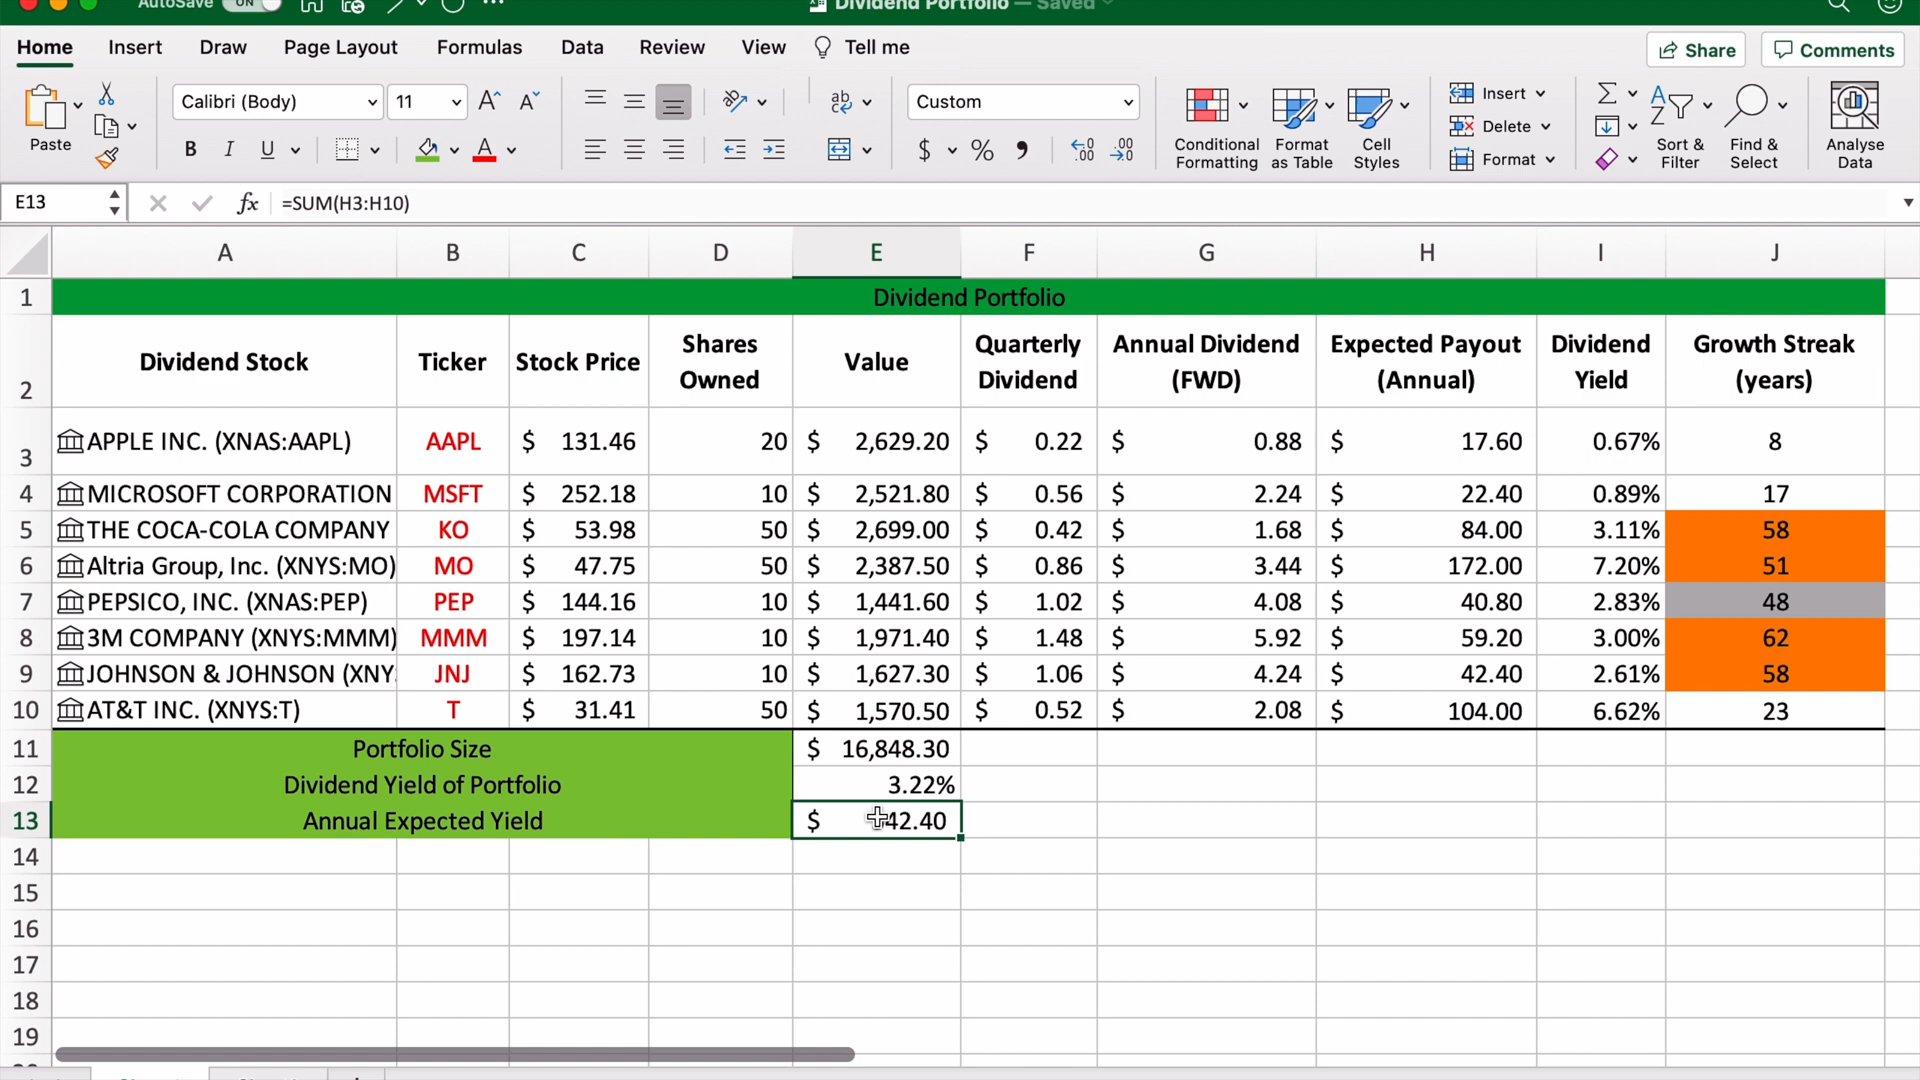 AutoSave ON Dividend Portfolio — Saved
Home Insert Draw Page Layout Formulas Data Review View Tell me Share Comments
Paste Calibri (Body) 11 A^ A˅ ab Custom Conditional Formatting Format as Table Cell Styles Insert Delete Format Sort & Filter Find & Select Analyse Data
B I U A $ % .00
E13 fx =SUM(H3:H10)
A B C D E F G H I J
1 Dividend Portfolio
2 Dividend Stock Ticker Stock Price Shares Owned Value Quarterly Dividend Annual Dividend (FWD) Expected Payout (Annual) Dividend Yield Growth Streak (years)
3 APPLE INC. (XNAS:AAPL) AAPL $ 131.46 20 $ 2,629.20 $ 0.22 $ 0.88 $ 17.60 0.67% 8
4 MICROSOFT CORPORATION MSFT $ 252.18 10 $ 2,521.80 $ 0.56 $ 2.24 $ 22.40 0.89% 17
5 THE COCA-COLA COMPANY KO $ 53.98 50 $ 2,699.00 $ 0.42 $ 1.68 $ 84.00 3.11% 58
6 Altria Group, Inc. (XNYS:MO) MO $ 47.75 50 $ 2,387.50 $ 0.86 $ 3.44 $ 172.00 7.20% 51
7 PEPSICO, INC. (XNAS:PEP) PEP $ 144.16 10 $ 1,441.60 $ 1.02 $ 4.08 $ 40.80 2.83% 48
8 3M COMPANY (XNYS:MMM) MMM $ 197.14 10 $ 1,971.40 $ 1.48 $ 5.92 $ 59.20 3.00% 62
9 JOHNSON & JOHNSON (XNY: JNJ $ 162.73 10 $ 1,627.30 $ 1.06 $ 4.24 $ 42.40 2.61% 58
10 AT&T INC. (XNYS:T) T $ 31.41 50 $ 1,570.50 $ 0.52 $ 2.08 $ 104.00 6.62% 23
11 Portfolio Size $ 16,848.30
12 Dividend Yield of Portfolio 3.22%
13 Annual Expected Yield $ 42.40
14
15
16
17
18
19